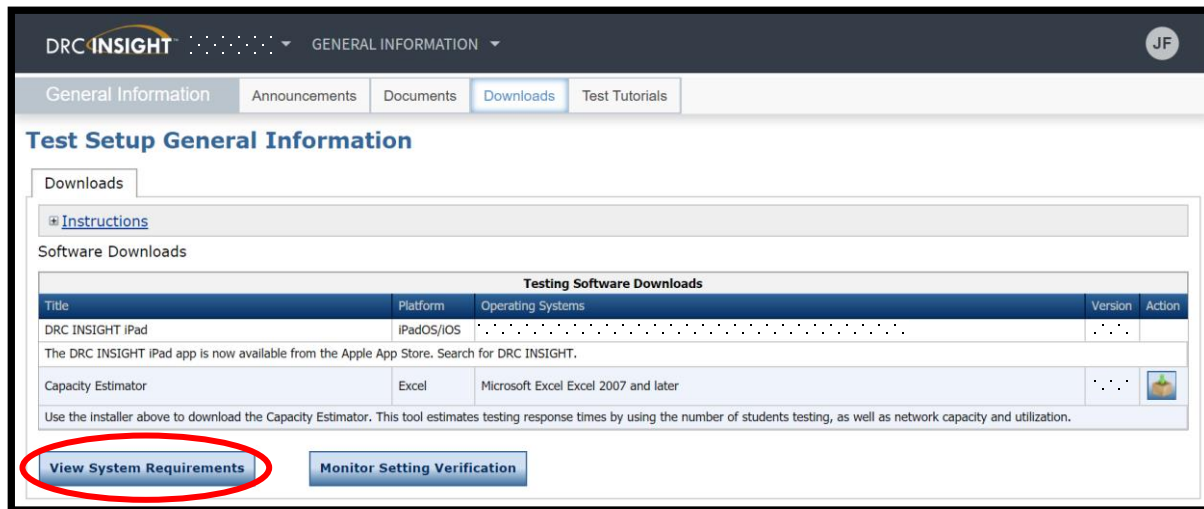 DRC INSIGHT GENERAL INFORMATION JF
General Information Announcements Documents Downloads Test Tutorials
Test Setup General Information
Downloads
Instructions
Software Downloads
Testing Software Downloads
Title Platform Operating Systems Version Action
DRC INSIGHT iPad iPadOS/iOS
The DRC INSIGHT iPad app is now available from the Apple App Store. Search for DRC INSIGHT.
Capacity Estimator Excel Microsoft Excel Excel 2007 and later
Use the installer above to download the Capacity Estimator. This tool estimates testing response times by using the number of students testing, as well as network capacity and utilization.
View System Requirements Monitor Setting Verification